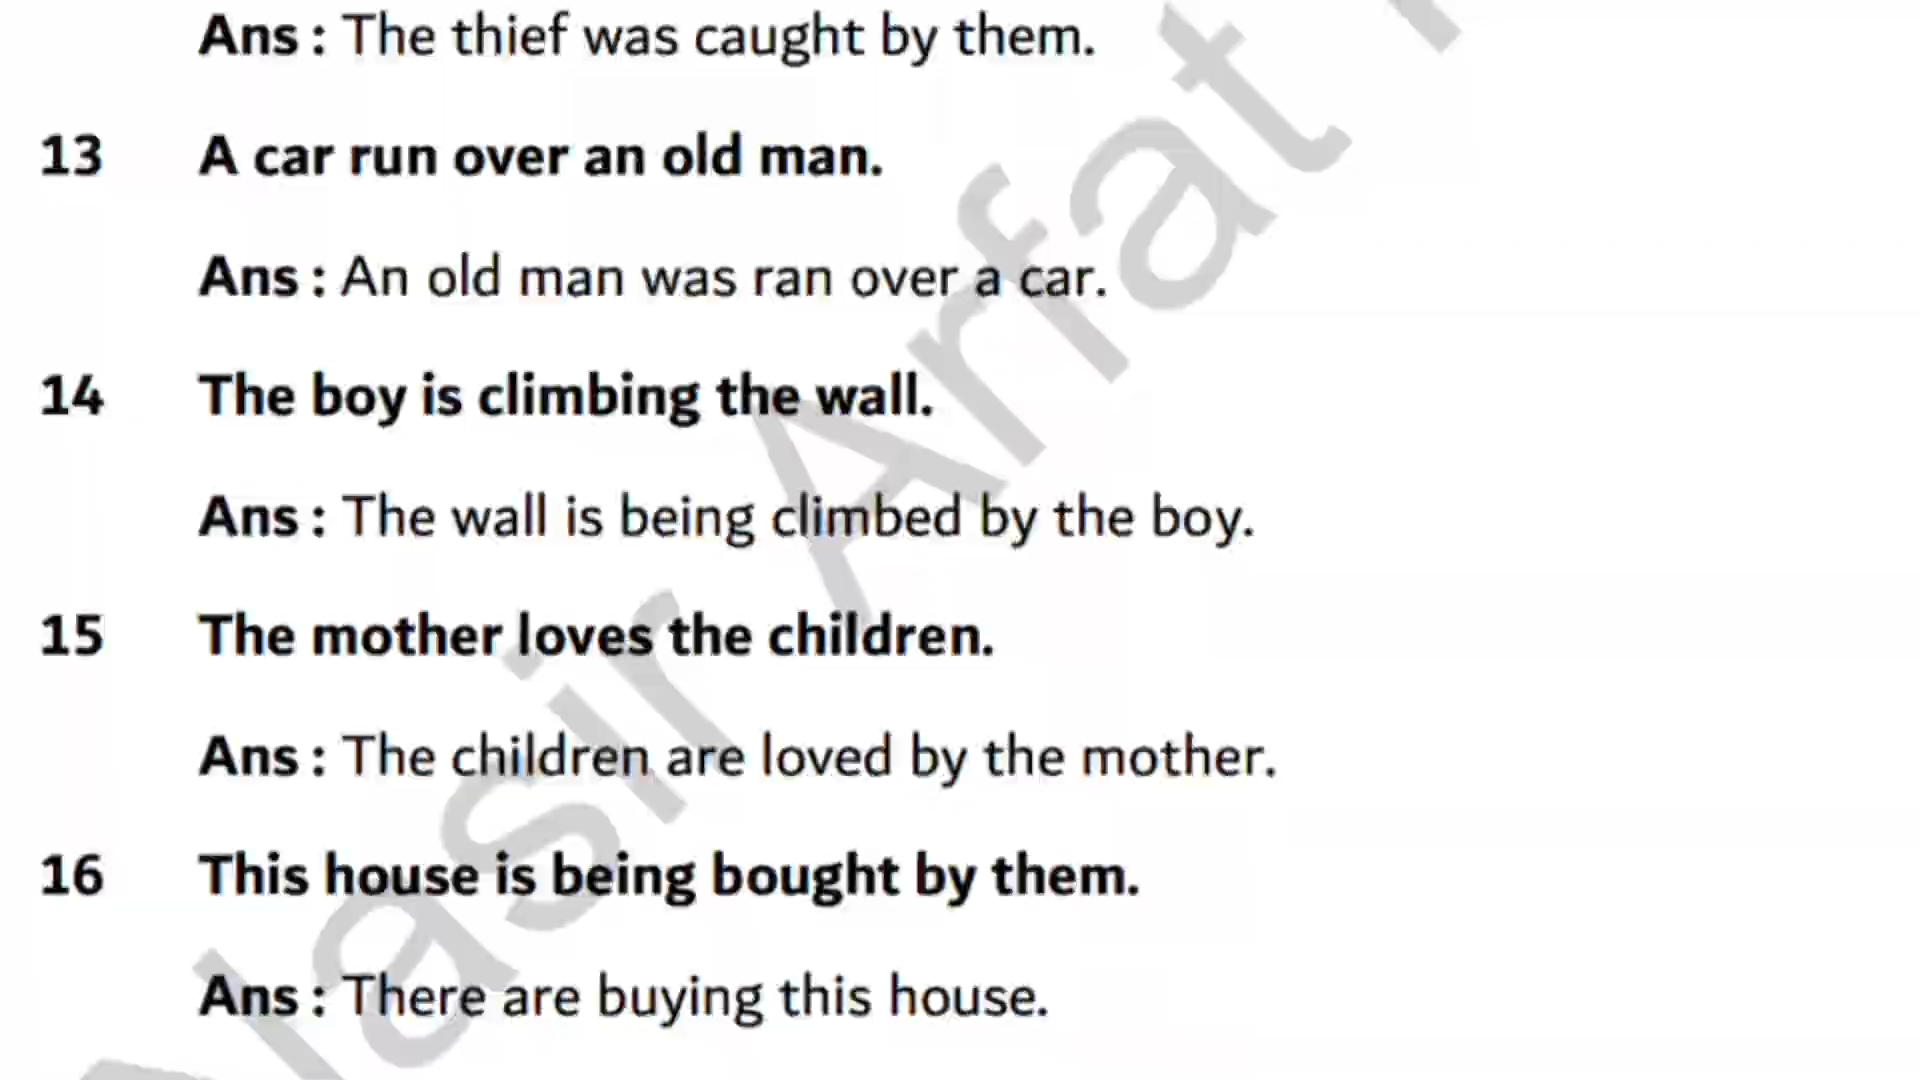 Ans : The thief was caught by them.
13 A car run over an old man.
Ans : An old man was ran over a car.
14 The boy is climbing the wall.
Ans : The wall is being climbed by the boy.
15 The mother loves the children.
Ans : The children are loved by the mother.
16 This house is being bought by them.
Ans : There are buying this house.
Nasir Arfat